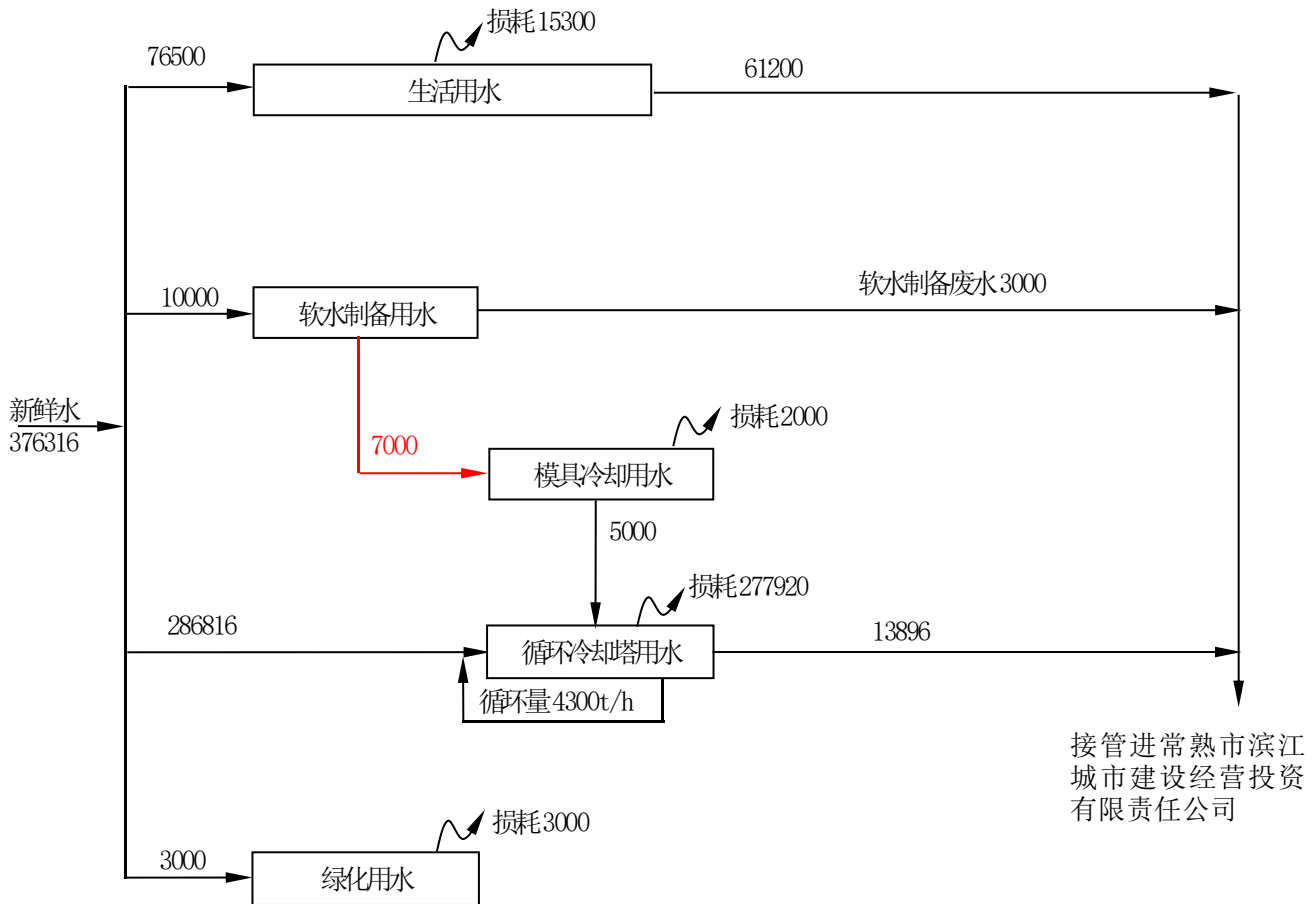 损耗15300
76500
生活用水
61200
10000
软水制备用水
软水制备废水3000
新鲜水
376316
7000
损耗2000
模具冷却用水
5000
损耗277920
286816
循环冷却塔用水
13896
循环量4300t/h
接管进常熟市滨江
城市建设经营投资
有限责任公司
损耗3000
3000
绿化用水